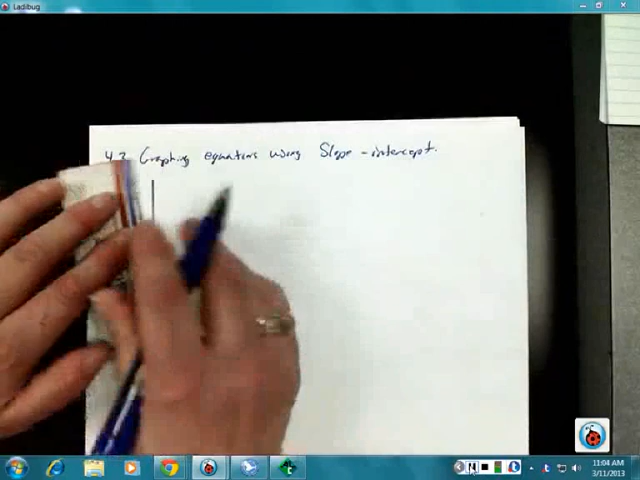 Ladibug
4.2 Graphing equations using Slope-intercept.
11:04 AM
3/11/2013